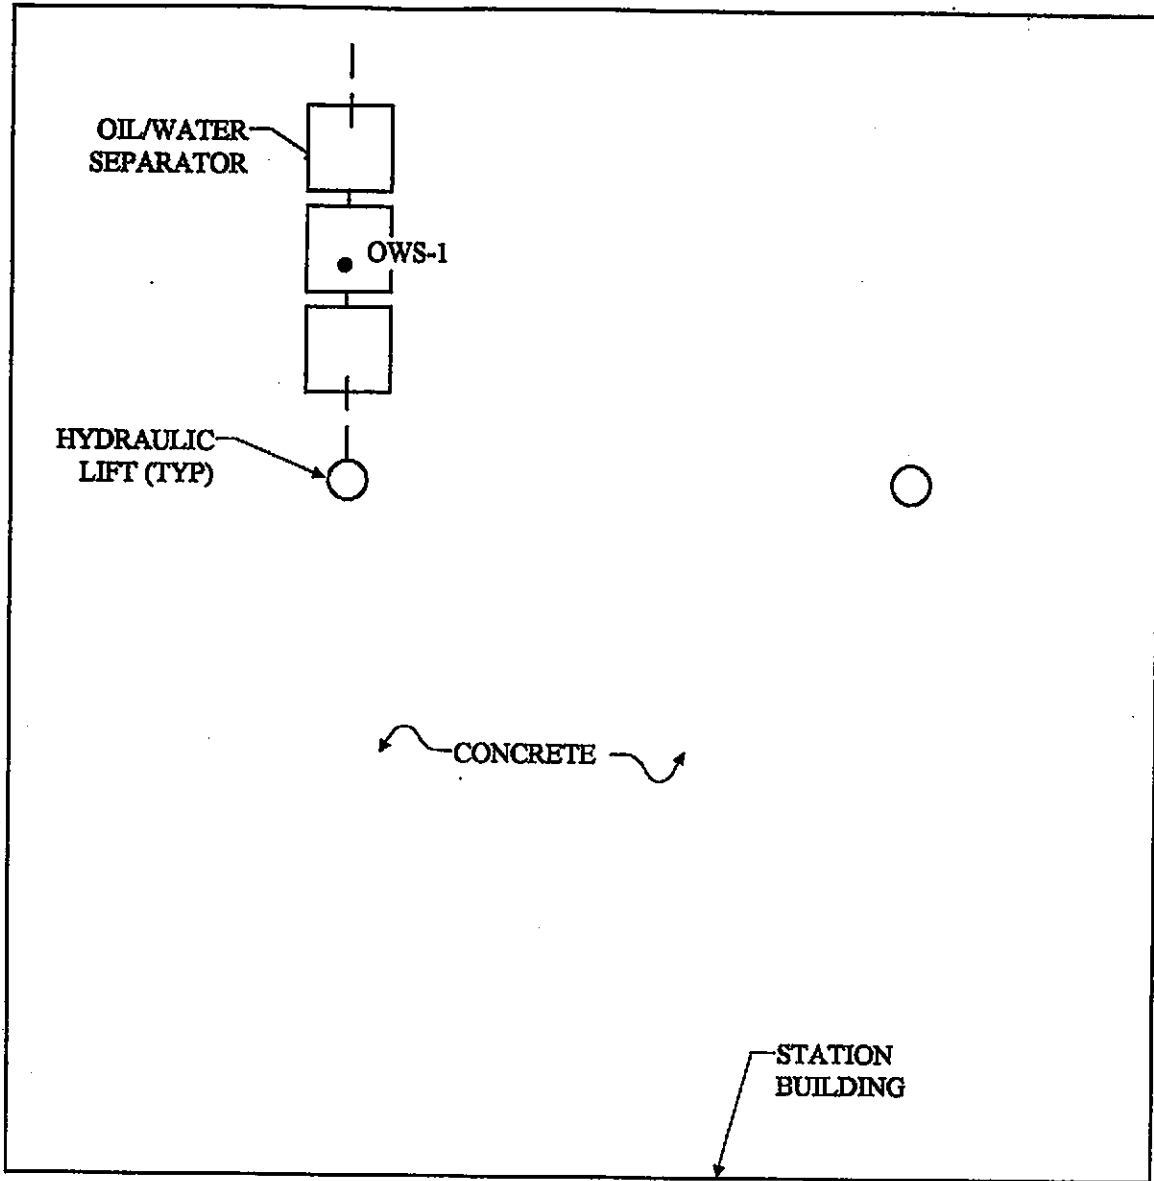 OIL/WATER
SEPARATOR
OWS-1
HYDRAULIC
LIFT (TYP)
CONCRETE
STATION
BUILDING